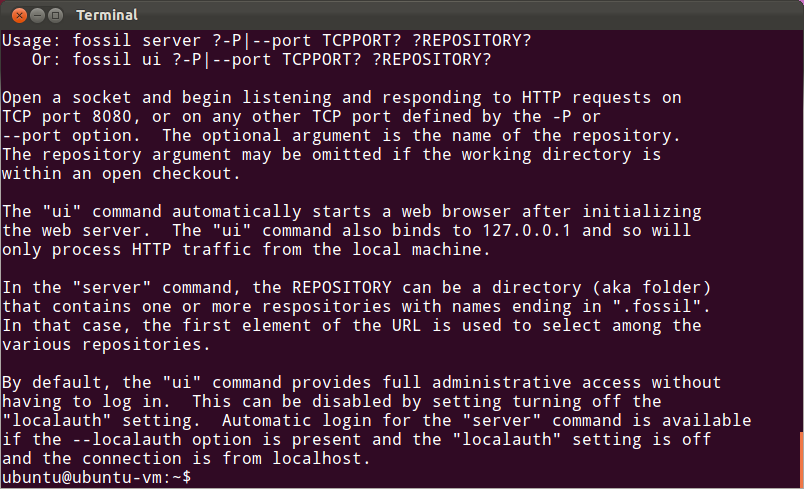 Terminal
Usage: fossil server ?-P|--port TCPPORT? ?REPOSITORY?
   Or: fossil ui ?-P|--port TCPPORT? ?REPOSITORY?
Open a socket and begin listening and responding to HTTP requests on
TCP port 8080, or on any other TCP port defined by the -P or
--port option.  The optional argument is the name of the repository.
The repository argument may be omitted if the working directory is
within an open checkout.
The "ui" command automatically starts a web browser after initializing
the web server.  The "ui" command also binds to 127.0.0.1 and so will
only process HTTP traffic from the local machine.
In the "server" command, the REPOSITORY can be a directory (aka folder)
that contains one or more respositories with names ending in ".fossil".
In that case, the first element of the URL is used to select among the
various repositories.
By default, the "ui" command provides full administrative access without
having to log in.  This can be disabled by setting turning off the
"localauth" setting.  Automatic login for the "server" command is available
if the --localauth option is present and the "localauth" setting is off
and the connection is from localhost.
ubuntu@ubuntu-vm:~$